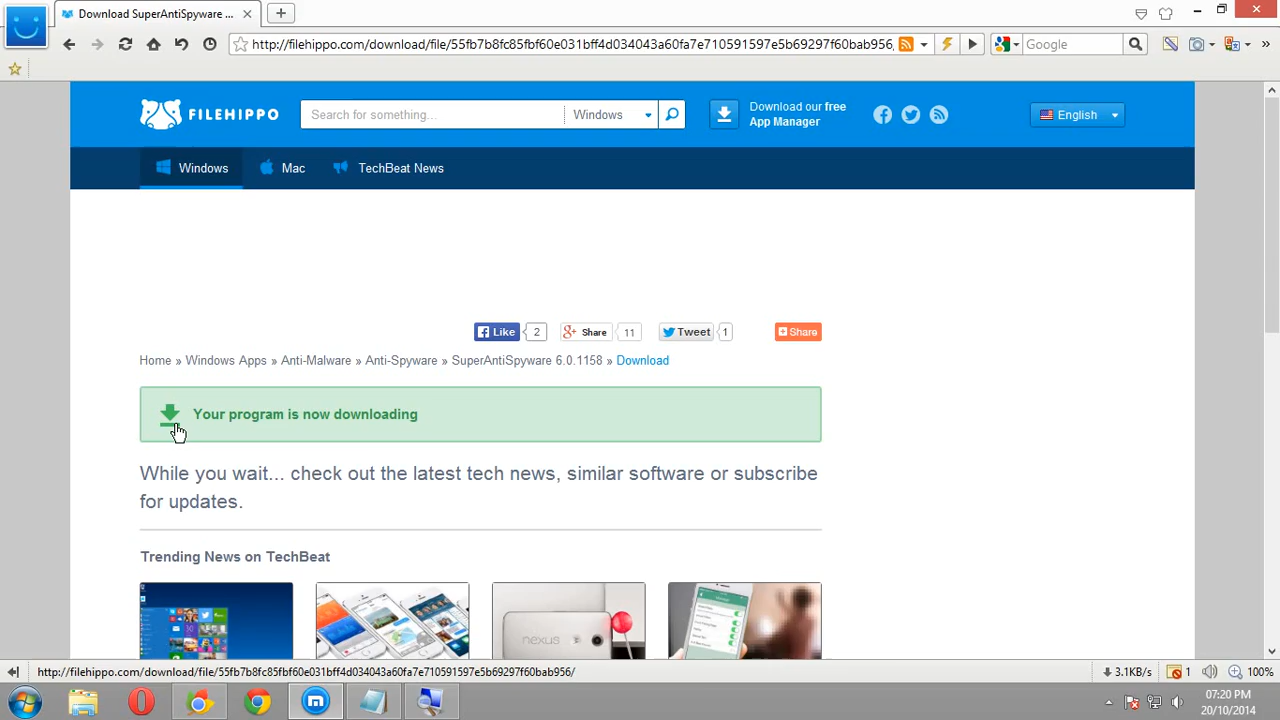 Download SuperAntiSpyware ...
http://filehippo.com/download/file/55fb7b8fc85fbf60e031bff4d034043a60fa7e710591597e5b69297f60bab956,
Google
FILEHIPPO
Search for something...
Windows
Download our free
App Manager
English
Windows
Mac
TechBeat News
Like
2
Share
11
Tweet
1
Share
Home » Windows Apps » Anti-Malware » Anti-Spyware » SuperAntiSpyware 6.0.1158 » Download
Your program is now downloading
While you wait... check out the latest tech news, similar software or subscribe
for updates.
Trending News on TechBeat
nexus
http://filehippo.com/download/file/55fb7b8fc85fbf60e031bff4d034043a60fa7e710591597e5b69297f60bab956/
3.1KB/s
1
100%
07:20 PM
20/10/2014